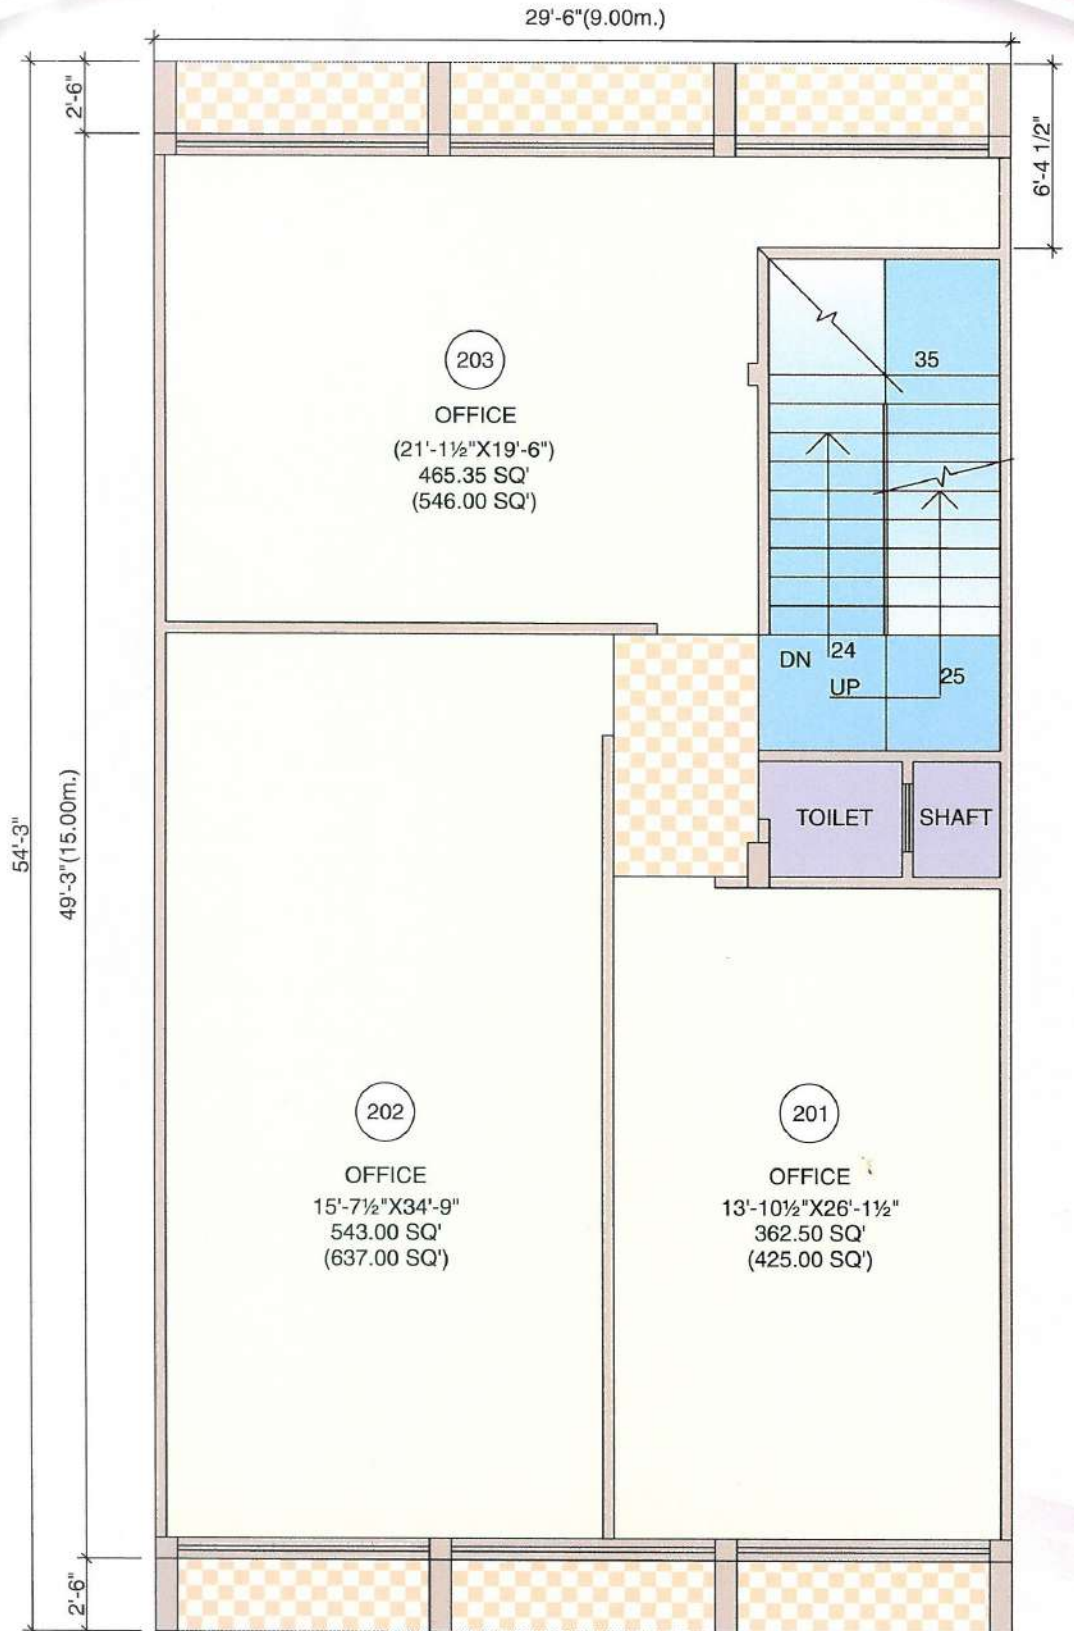 29'-6"(9.00m.)
2'-6"
6'-4 1/2"
54'-3"
49'-3"(15.00m.)
203
OFFICE
(21'-1½"X19'-6")
465.35 SQ'
(546.00 SQ')
35
DN
24
UP
25
TOILET
SHAFT
202
OFFICE
15'-7½"X34'-9"
543.00 SQ'
(637.00 SQ')
201
OFFICE
13'-10½"X26'-1½"
362.50 SQ'
(425.00 SQ')
2'-6"